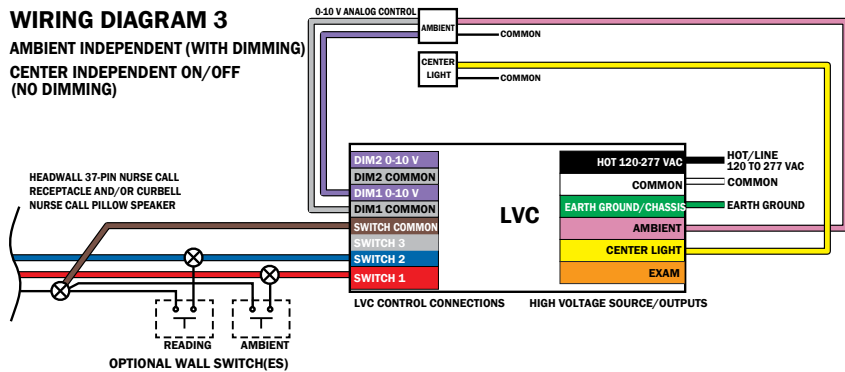 WIRING DIAGRAM 3
AMBIENT INDEPENDENT (WITH DIMMING)
CENTER INDEPENDENT ON/OFF
(NO DIMMING)
0-10 V ANALOG CONTROL
AMBIENT
COMMON
CENTER
LIGHT
COMMON
HEADWALL 37-PIN NURSE CALL
RECEPTACLE AND/OR CURBELL
NURSE CALL PILLOW SPEAKER
DIM2 0-10 V
DIM2 COMMON
DIM1 0-10 V
DIM1 COMMON
SWITCH COMMON
SWITCH 3
SWITCH 2
SWITCH 1
LVC
HOT 120-277 VAC
COMMON
EARTH GROUND/CHASSIS
AMBIENT
CENTER LIGHT
EXAM
HOT/LINE
120 TO 277 VAC
COMMON
EARTH GROUND
LVC CONTROL CONNECTIONS
HIGH VOLTAGE SOURCE/OUTPUTS
READING
AMBIENT
OPTIONAL WALL SWITCH(ES)